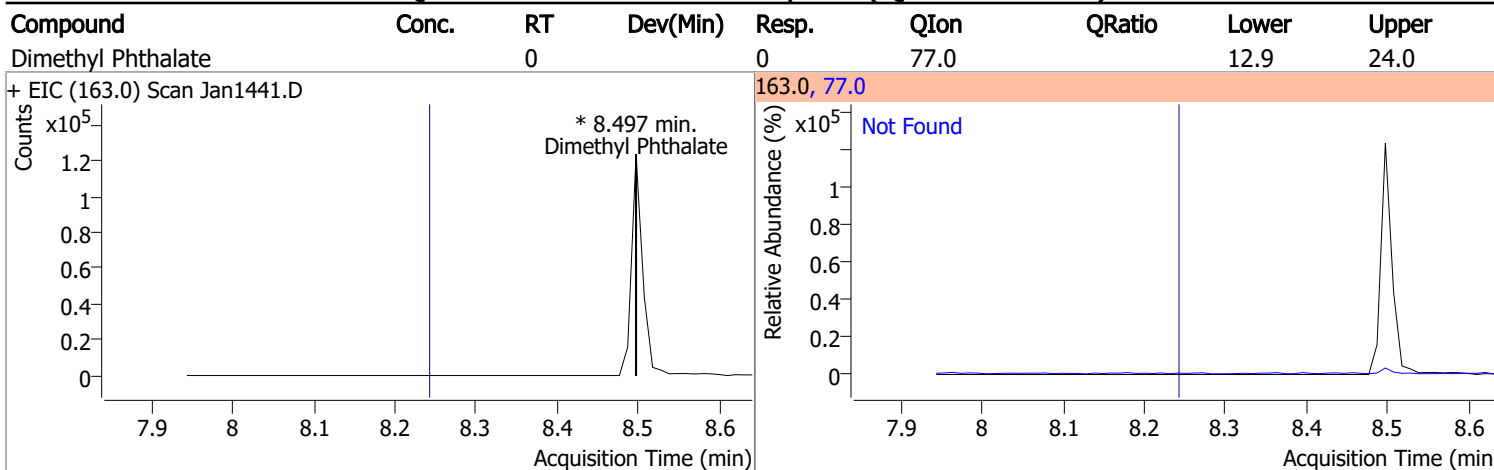 Compound Conc. RT Dev(Min) Resp. QIon QRatio Lower Upper
Dimethyl Phthalate 0 0 77.0 12.9 24.0
+ EIC (163.0) Scan Jan1441.D
Counts
x10⁵
* 8.497 min.
Dimethyl Phthalate
1.2
1
0.8
0.6
0.4
0.2
0
7.9 8 8.1 8.2 8.3 8.4 8.5 8.6
Acquisition Time (min)
163.0, 77.0
Relative Abundance (%)
x10⁵
Not Found
1
0.8
0.6
0.4
0.2
0
7.9 8 8.1 8.2 8.3 8.4 8.5 8.6
Acquisition Time (min